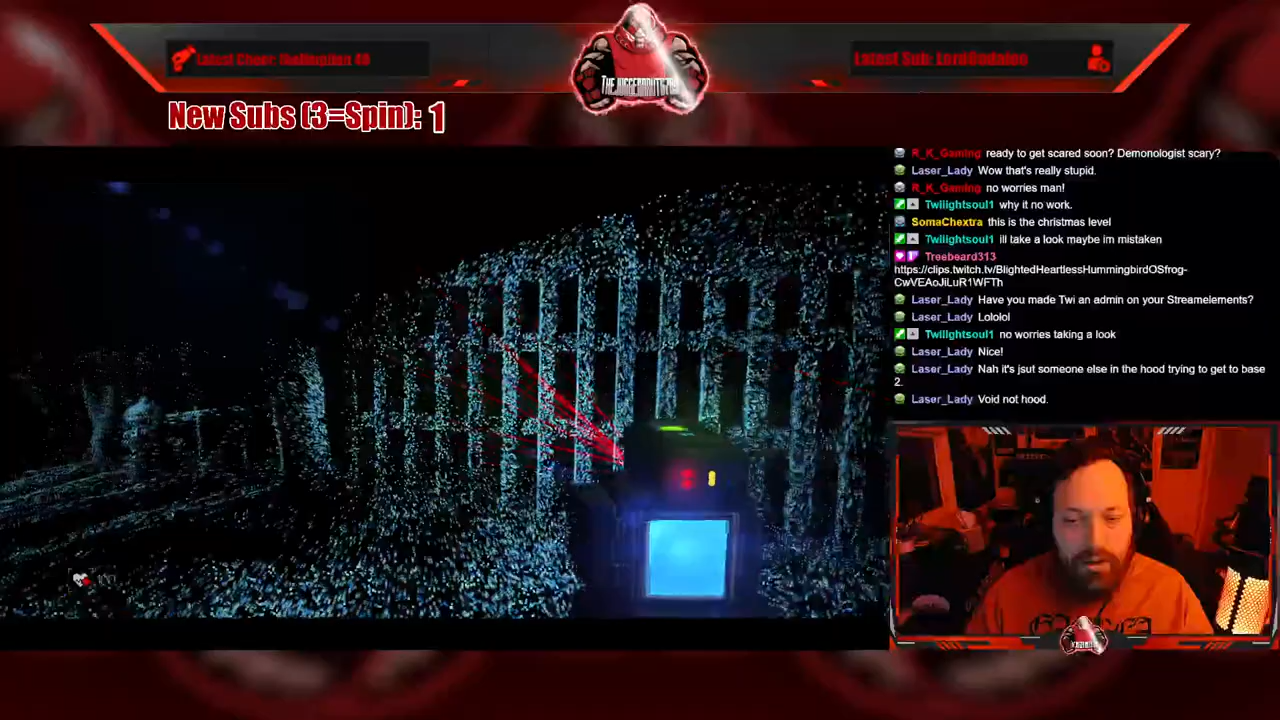 Latest Sub: LordGodalon
New Subs (3=Spin): 1
R_K_Gaming ready to get scared soon? Demonologist scary?
Laser_Lady Wow that's really stupid.
R_K_Gaming no worries man!
Twilightsoul1 why it no work.
SomaChextra this is the christmas level
Twilightsoul1 ill take a look maybe im mistaken
Treebeard313
https://clips.twitch.tv/BlightedHeartlessHummingbirdOSfrog-
CwVEAoJiLuR1WFTh
Laser_Lady Have you made Twi an admin on your Streamelements?
Laser_Lady Lololol
Twilightsoul1 no worries taking a look
Laser_Lady Nice!
Laser_Lady Nah it's jsut someone else in the hood trying to get to base
2.
Laser_Lady Void not hood.